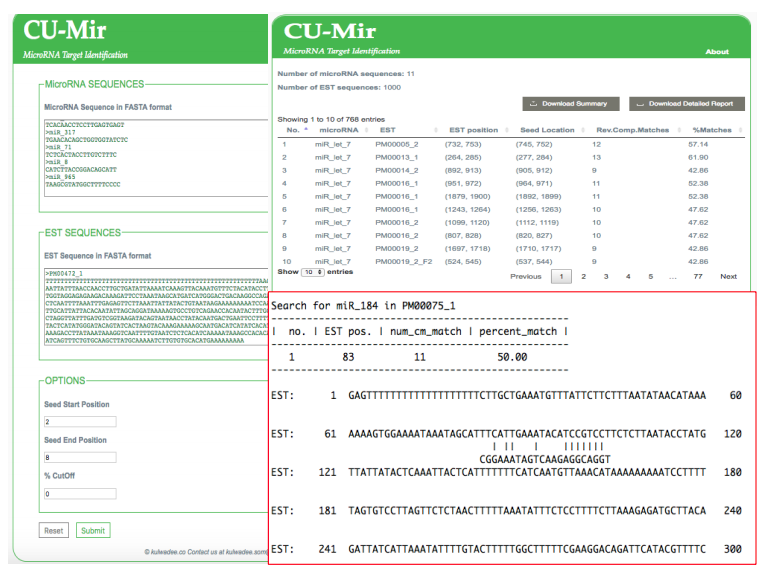 CU-Mir
MicroRNA Target Identification
MicroRNA SEQUENCES
MicroRNA Sequence in FASTA format
TCACAACCTCCTTGAGTGAGT
>miR_317
TGAACACAGCTGGTGGTATCTC
>miR_71
TCTCACTACCTTGTCTTTC
>miR_8
CATCTTACCGGACAGCATT
>miR_965
TAAGCGTATGGCTTTTCCCC
EST SEQUENCES
EST Sequence in FASTA format
>PM00472_1
OPTIONS
Seed Start Position
2
Seed End Position
8
% CutOff
0
Reset Submit
© kulwadee.co Contact us at kulwadee.som
CU-Mir
MicroRNA Target Identification
About
Number of microRNA sequences: 11
Number of EST sequences: 1000
Download Summary Download Detailed Report
Showing 1 to 10 of 768 entries
No. microRNA EST EST position Seed Location Rev.Comp.Matches %Matches
1 miR_let_7 PM00005_2 (732, 753) (745, 752) 12 57.14
2 miR_let_7 PM00013_1 (264, 285) (277, 284) 13 61.90
3 miR_let_7 PM00014_2 (892, 913) (905, 912) 9 42.86
4 miR_let_7 PM00016_1 (951, 972) (964, 971) 11 52.38
5 miR_let_7 PM00016_1 (1879, 1900) (1892, 1899) 11 52.38
6 miR_let_7 PM00016_1 (1243, 1264) (1256, 1263) 10 47.62
7 miR_let_7 PM00016_2 (1099, 1120) (1112, 1119) 10 47.62
8 miR_let_7 PM00016_2 (807, 828) (820, 827) 10 47.62
9 miR_let_7 PM00019_2 (1697, 1718) (1710, 1717) 9 42.86
10 miR_let_7 PM00019_2_F2 (524, 545) (537, 544) 9 42.86
Show 10 entries
Previous 1 2 3 4 5 ... 77 Next
Search for miR_184 in PM00075_1
-------------------------------------------------
| no. | EST pos. | num_cm_match | percent_match |
-------------------------------------------------
1 83 11 50.00
-------------------------------------------------
EST: 1 GAGTTTTTTTTTTTTTTTTTTTCTTGCTGAAATGTTTATTCTTCTTTAATATAACATAAA 60
EST: 61 AAAAGTGGAAAATAAATAGCATTTCATTGAAATACATCCGTCCTTCTCTTAATACCTATG 120
| || | |||||||
CGGAAATAGTCAAGAGGCAGGT
EST: 121 TTATTATACTCAAATTACTCATTTTTTTCATCAATGTTAAACATAAAAAAAAATCCTTTT 180
EST: 181 TAGTGTCCTTAGTTCTCTAACTTTTTAAATATTTCTCCTTTTCTTAAAGAGATGCTTACA 240
EST: 241 GATTATCATTAAATATTTTGTACTTTTTGGCTTTTTCGAAGGACAGATTCATACGTTTTC 300